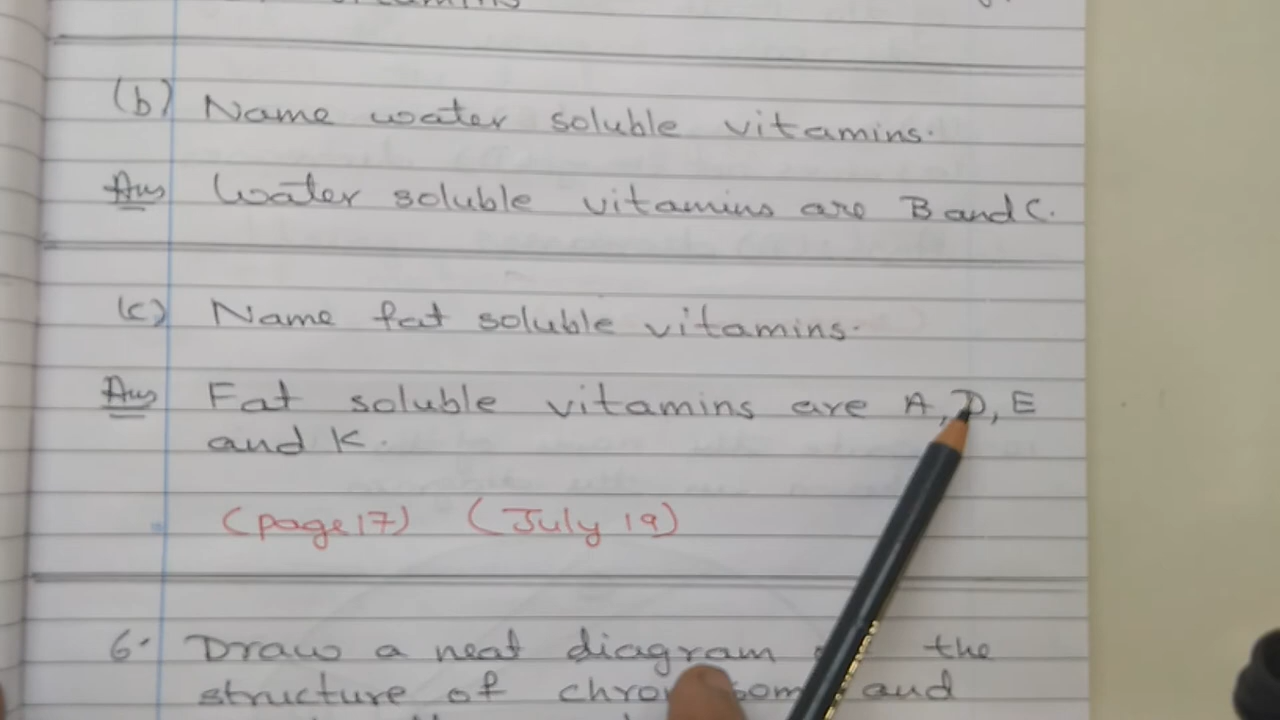 (b) Name water soluble vitamins.
Ans Water soluble vitamins are B and C.
(c) Name fat soluble vitamins.
Ans Fat soluble vitamins are A, D, E
and K.
(page 17) (July 19)
6. Draw a neat diagram the
structure of and